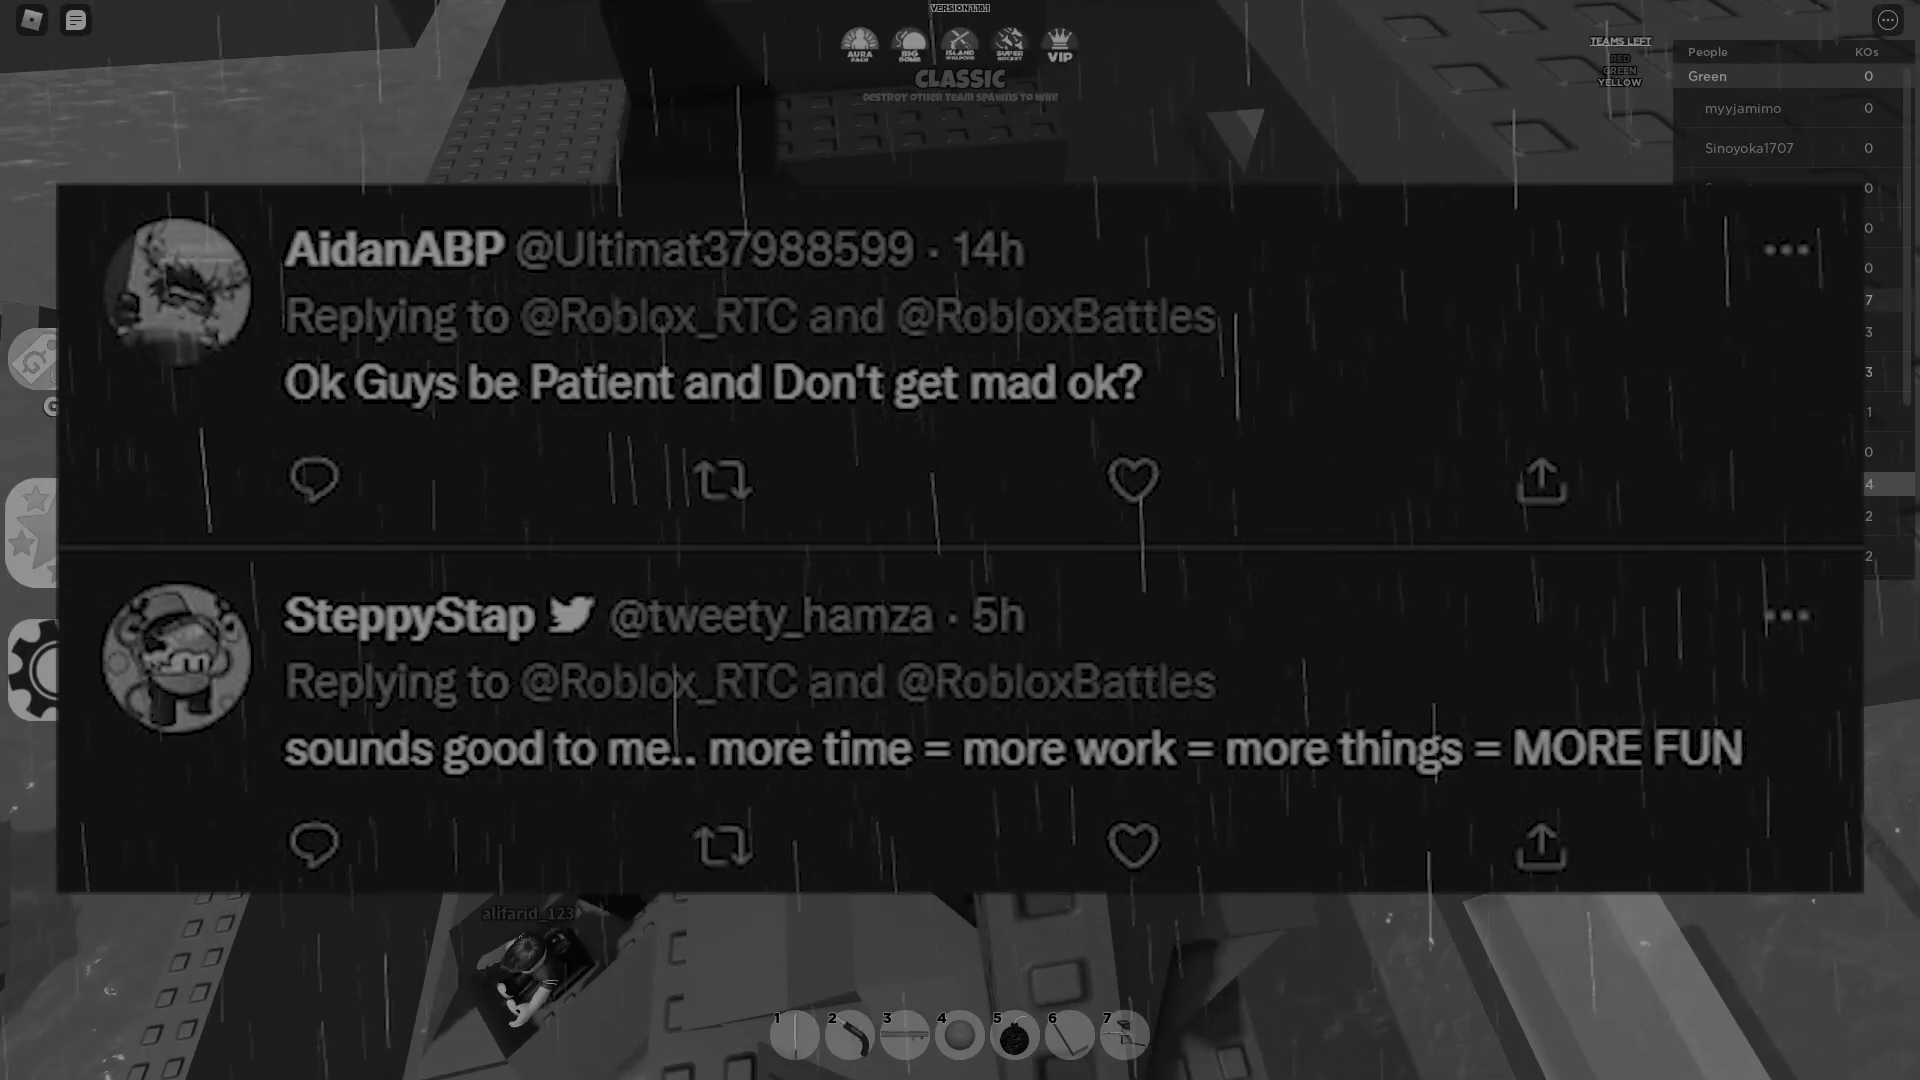 VERSION 1.18.1
AURA PACK
BIG BOMB
ISLAND WEAPONS
SUPER ROCKET
VIP
CLASSIC
DESTROY OTHER TEAM SPAWNS TO WIN!
TEAMS LEFT
RED
GREEN
YELLOW
People KOs
Green 0
myyjamimo 0
Sinoyoka1707 0
0
0
0
7
3
3
1
0
4
2
2
AidanABP @Ultimat37988599 · 14h
Replying to @Roblox_RTC and @RobloxBattles
Ok Guys be Patient and Don't get mad ok?
SteppyStap @tweety_hamza · 5h
Replying to @Roblox_RTC and @RobloxBattles
sounds good to me.. more time = more work = more things = MORE FUN
G
alifarid_123
1 2 3 4 5 6 7